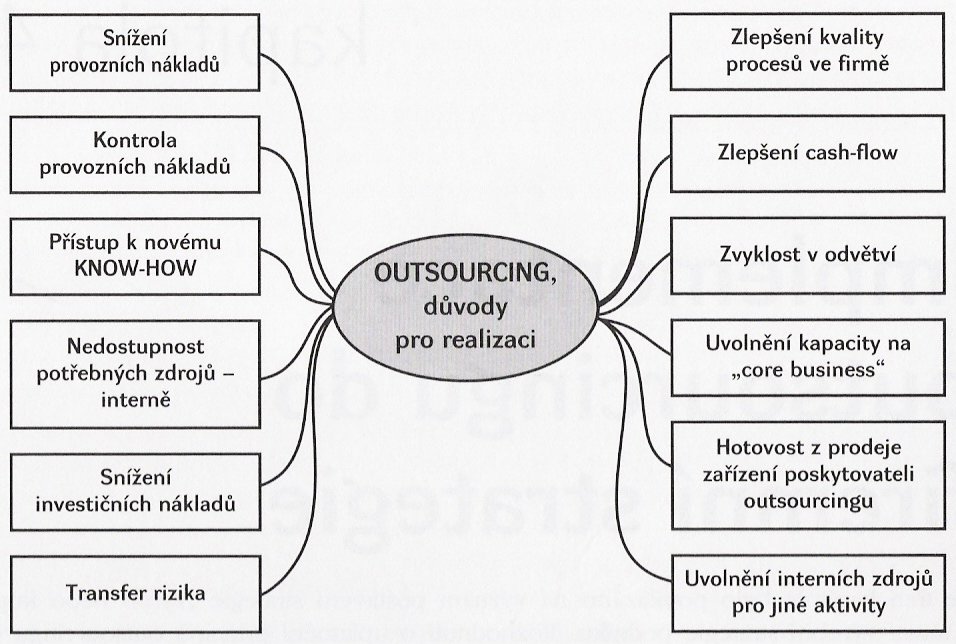 Snížení
provozních nákladů
Kontrola
provozních nákladů
Přístup k novému
KNOW-HOW
Nedostupnost
potřebných zdrojů –
interně
Snížení
investičních nákladů
Transfer rizika
OUTSOURCING,
důvody
pro realizaci
Zlepšení kvality
procesů ve firmě
Zlepšení cash-flow
Zvyklost v odvětví
Uvolnění kapacity na
„core business“
Hotovost z prodeje
zařízení poskytovateli
outsourcingu
Uvolnění interních zdrojů
pro jiné aktivity